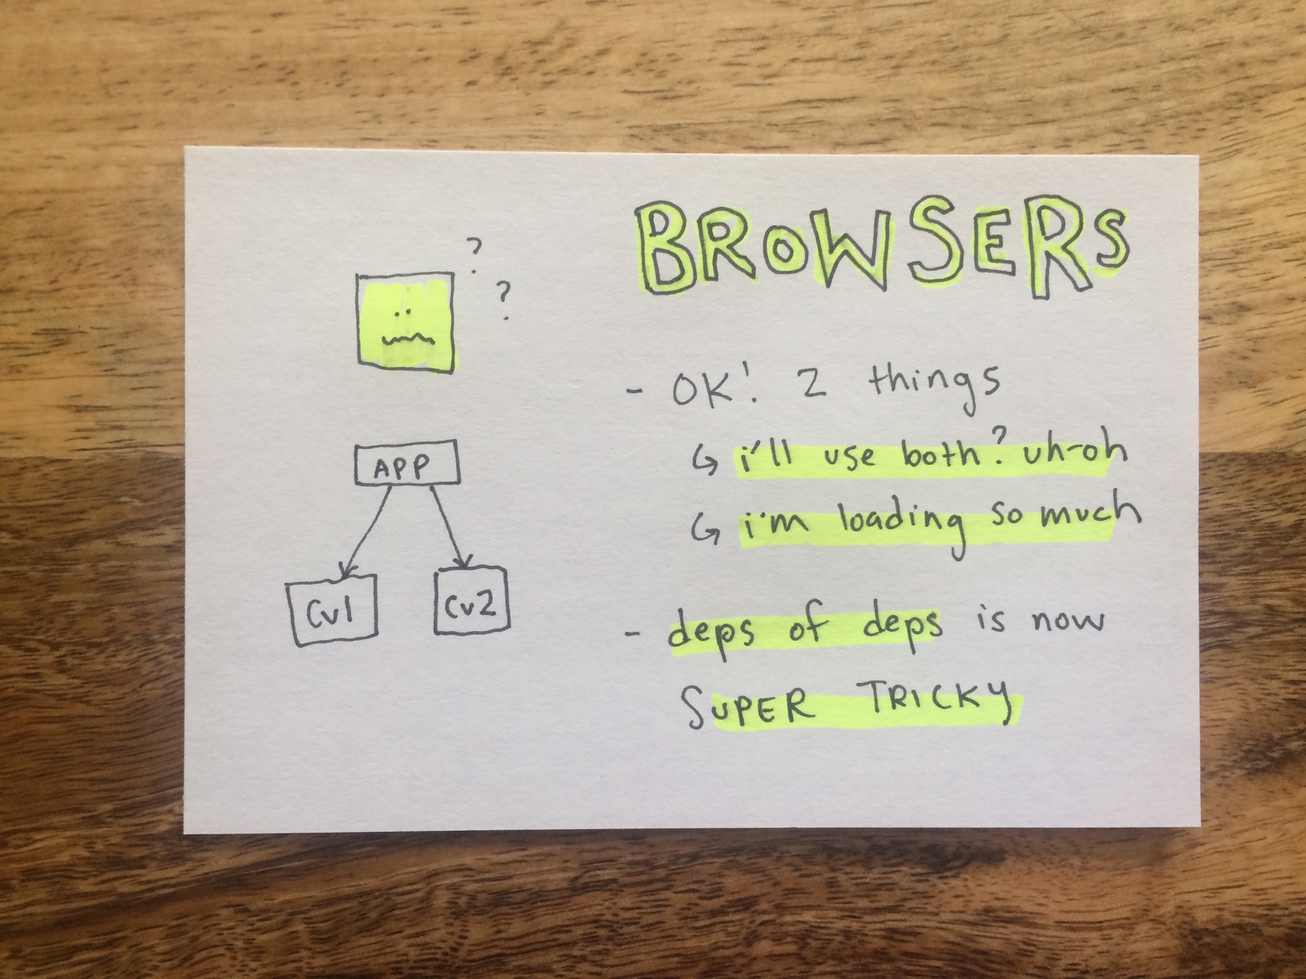 BROWSERS
?
?
- OK! 2 things
↳ i'll use both? uh-oh
↳ i'm loading so much
- deps of deps is now
SUPER TRICKY
APP
Cv1
Cv2